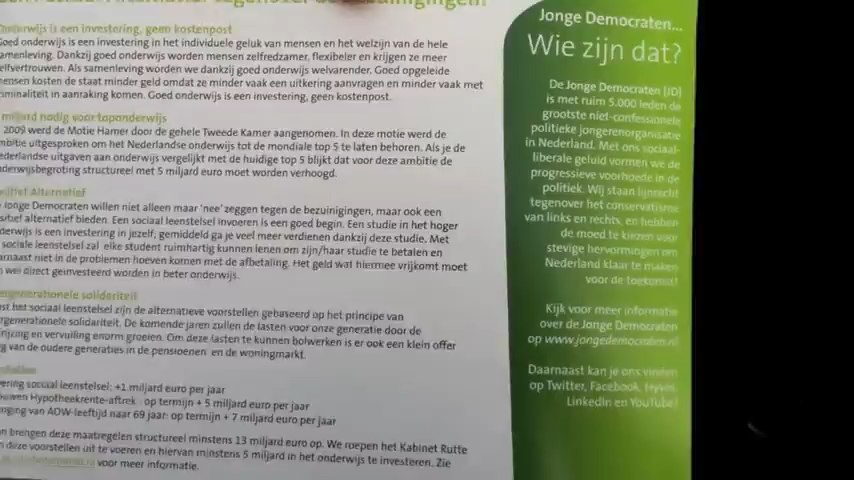 Onderwijs is een investering, geen kostenpost
Goed onderwijs is een investering in het individuele geluk van mensen en het welzijn van de hele
amenleving. Dankzij goed onderwijs worden mensen zelfredzamer, flexibeler en krijgen ze meer
elfvertrouwen. Als samenleving worden we dankzij goed onderwijs welvarender. Goed opgeleide
ensen kosten de staat minder geld omdat ze minder vaak een uitkering aanvragen en minder vaak met
iminaliteit in aanraking komen. Goed onderwijs is een investering, geen kostenpost.
miljard nodig voor toponderwijs
2009 werd de Motie Hamer door de gehele Tweede Kamer aangenomen. In deze motie werd de
mbitie uitgesproken om het Nederlandse onderwijs tot de mondiale top 5 te laten behoren. Als je de
ederlandse uitgaven aan onderwijs vergelijkt met de huidige top 5 blijkt dat voor deze ambitie de
derwijsbegroting structureel met 5 miljard euro moet worden verhoogd.
sitief Alternatief
Jonge Democraten willen niet alleen maar 'nee' zeggen tegen de bezuinigingen, maar ook een
sitief alternatief bieden. Een sociaal leenstelsel invoeren is een goed begin. Een studie in het hoger
derwijs is een investering in jezelf; gemiddeld ga je veel meer verdienen dankzij deze studie. Met
sociale leenstelsel zal elke student ruimhartig kunnen lenen om zijn/haar studie te betalen en
arnaast niet in de problemen hoeven komen met de afbetaling. Het geld wat hiermee vrijkomt moet
wel direct geïnvesteerd worden in beter onderwijs.
ergenerationele solidariteit
st het sociaal leenstelsel zijn de alternatieve voorstellen gebaseerd op het principe van
rgenerationele solidariteit. De komende jaren zullen de lasten voor onze generatie door de
rijzing en vervuiling enorm groeien. Om deze lasten te kunnen bolwerken is er ook een klein offer
g van de oudere generaties in de pensioenen en de woningmarkt.
ering sociaal leenstelsel: +1 miljard euro per jaar
uwen Hypotheekrente-aftrek op termijn + 5 miljard euro per jaar
nging van AOW-leeftijd naar 69 jaar: op termijn + 7 miljard euro per jaar
n brengen deze maatregelen structureel minstens 13 miljard euro op. We roepen het Kabinet Rutte
deze voorstellen uit te voeren en hiervan minstens 5 miljard in het onderwijs te investeren. Zie
voor meer informatie.
Jonge Democraten...
Wie zijn dat?
De Jonge Democraten (JD)
is met ruim 5.000 leden de
grootste niet-confessionele
politieke jongerenorganisatie
in Nederland. Met ons sociaal-
liberale geluid vormen we de
progressieve voorhoede in de
politiek. Wij staan lijnrecht
tegenover het conservatisme
van links en rechts, en hebben
de moed te kiezen voor
stevige hervormingen om
Nederland klaar te maken
voor de toekomst!
Kijk voor meer informatie
over de Jonge Democraten
op www.jongedemocraten.nl
Daarnaast kan je ons vinden
op Twitter, Facebook, Hyves,
LinkedIn en YouTube!